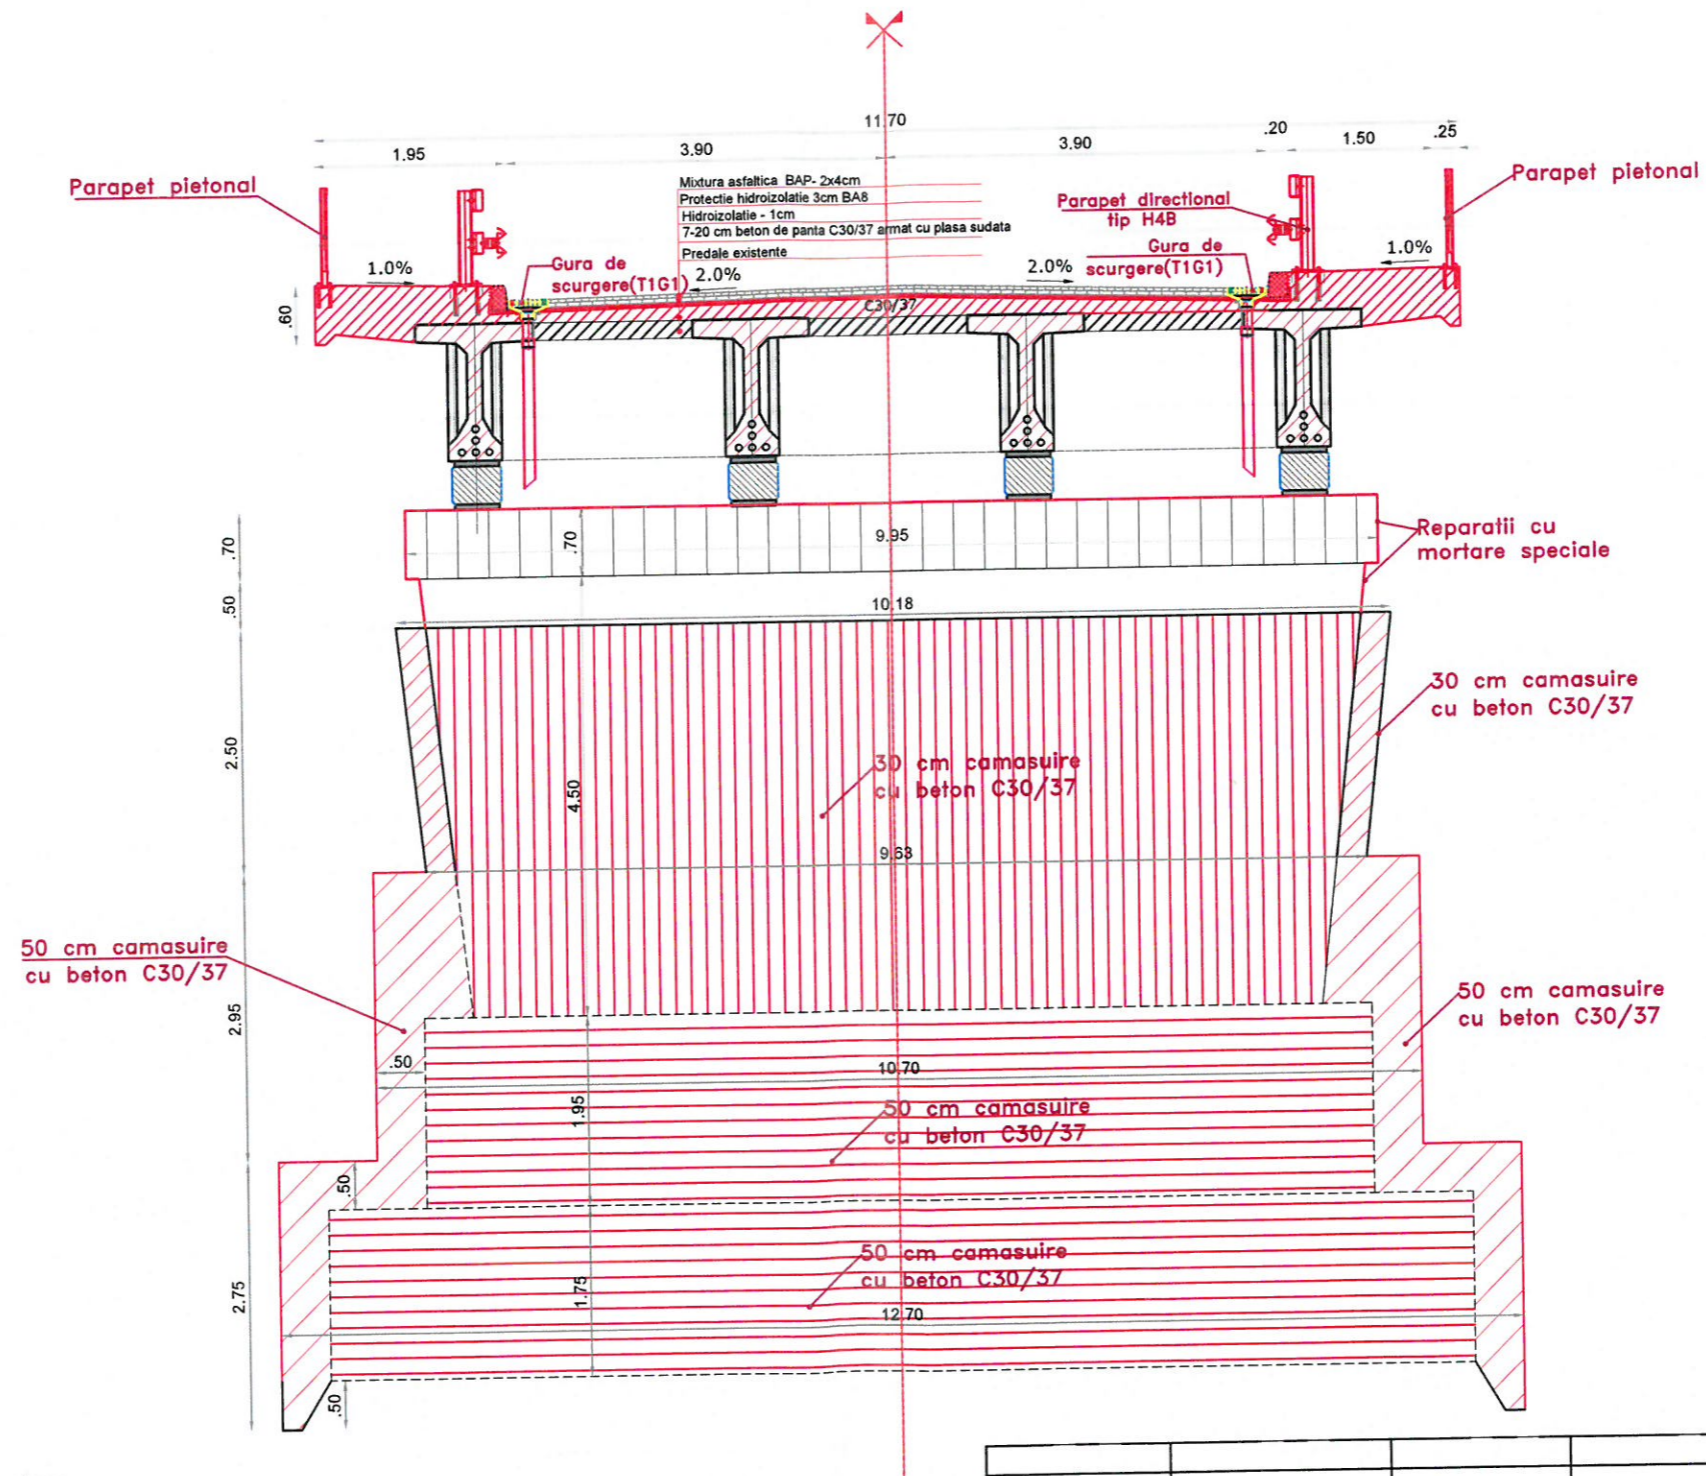 11.70
1.95
3.90
3.90
.20
1.50
.25
Parapet pietonal
Mixtura asfaltica BAP- 2x4cm
Protectie hidroizolatie 3cm BA8
Hidroizolatie - 1cm
7-20 cm beton de panta C30/37 armat cu plasa sudata
Predale existente
Parapet directional
tip H4B
Parapet pietonal
1.0%
Gura de
scurgere(T1G1)
2.0%
2.0%
Gura de
scurgere(T1G1)
1.0%
.60
C30/37
.70
.70
9.95
Reparatii cu
mortare speciale
.50
10.18
30 cm camasuire
cu beton C30/37
2.50
4.50
30 cm camasuire
cu beton C30/37
9.63
50 cm camasuire
cu beton C30/37
2.95
50 cm camasuire
cu beton C30/37
.50
10.70
1.95
50 cm camasuire
cu beton C30/37
.50
2.75
1.75
50 cm camasuire
cu beton C30/37
12.70
.50